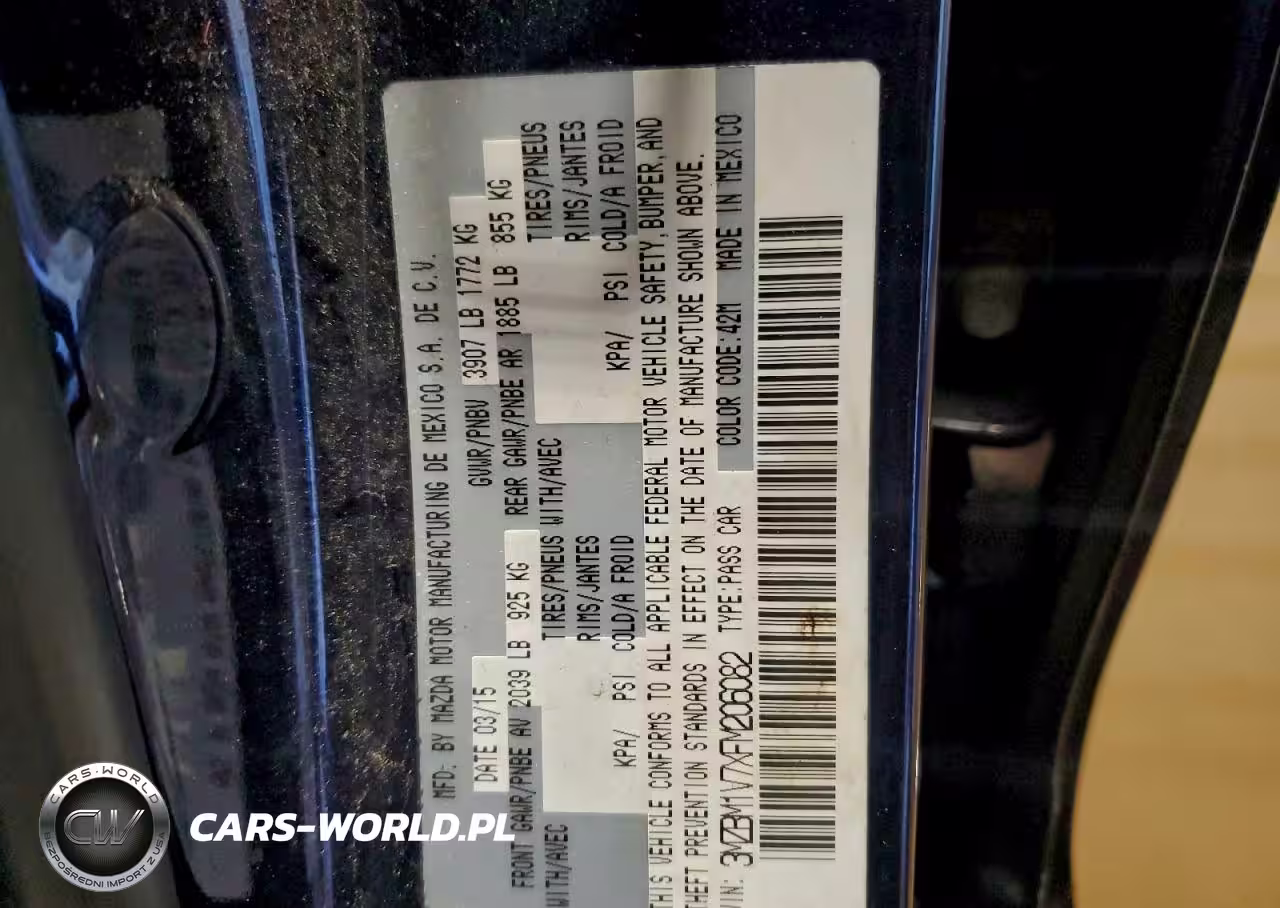 MFD. BY MAZDA MOTOR MANUFACTURING DE MEXICO S.A. DE C.V.
DATE 03/15 GVWR/PNBV 3907 LB 1772 KG
FRONT GAWR/PNBE AV 2039 LB 925 KG REAR GAWR/PNBE AR 1885 LB 855 KG
WITH/AVEC TIRES/PNEUS WITH/AVEC TIRES/PNEUS
RIMS/JANTES RIMS/JANTES
KPA/ PSI COLD/A FROID KPA/ PSI COLD/A FROID
THIS VEHICLE CONFORMS TO ALL APPLICABLE FEDERAL MOTOR VEHICLE SAFETY, BUMPER, AND
THEFT PREVENTION STANDARDS IN EFFECT ON THE DATE OF MANUFACTURE SHOWN ABOVE.
VIN: 3MZBM1V7XFM206082 TYPE:PASS CAR COLOR CODE:42M MADE IN MEXICO
CARS-WORLD
CW
BEZPOŚREDNI IMPORT Z USA
CARS-WORLD.PL